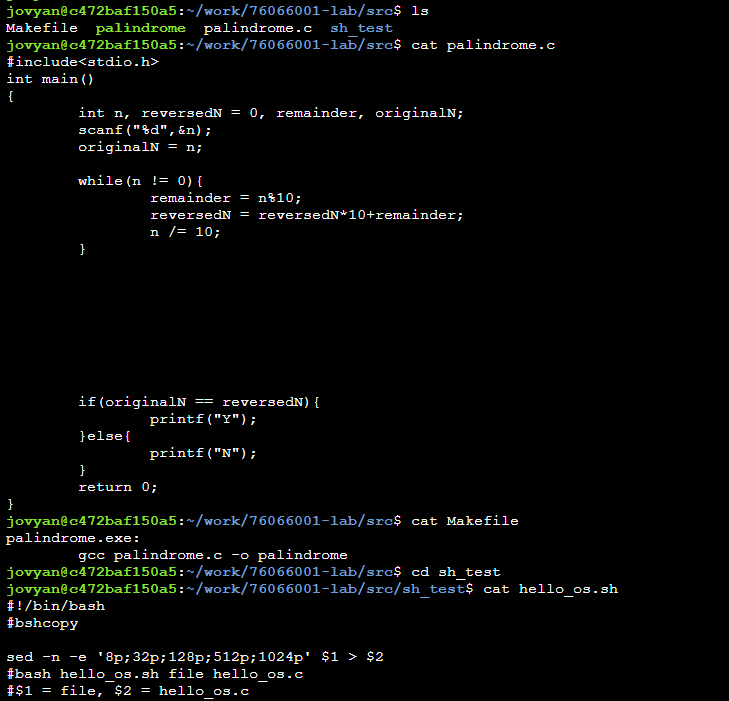 jovyan@c472baf150a5:~/work/76066001-lab/src$ ls
Makefile  palindrome  palindrome.c  sh_test
jovyan@c472baf150a5:~/work/76066001-lab/src$ cat palindrome.c
#include<stdio.h>
int main()
{
        int n, reversedN = 0, remainder, originalN;
        scanf("%d",&n);
        originalN = n;
        while(n != 0){
                remainder = n%10;
                reversedN = reversedN*10+remainder;
                n /= 10;
        }
        if(originalN == reversedN){
                printf("Y");
        }else{
                printf("N");
        }
        return 0;
}
jovyan@c472baf150a5:~/work/76066001-lab/src$ cat Makefile
palindrome.exe:
        gcc palindrome.c -o palindrome
jovyan@c472baf150a5:~/work/76066001-lab/src$ cd sh_test
jovyan@c472baf150a5:~/work/76066001-lab/src/sh_test$ cat hello_os.sh
#!/bin/bash
#bshcopy
sed -n -e '8p;32p;128p;512p;1024p' $1 > $2
#bash hello_os.sh file hello_os.c
#$1 = file, $2 = hello_os.c